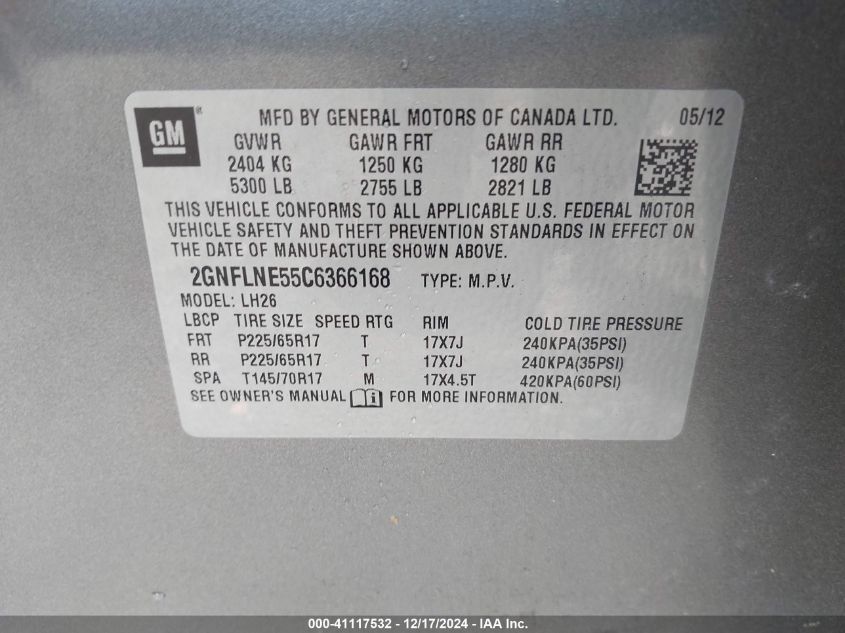 GM ® MFD BY GENERAL MOTORS OF CANADA LTD. 05/12
GVWR GAWR FRT GAWR RR
2404 KG 1250 KG 1280 KG
5300 LB 2755 LB 2821 LB
THIS VEHICLE CONFORMS TO ALL APPLICABLE U.S. FEDERAL MOTOR
VEHICLE SAFETY AND THEFT PREVENTION STANDARDS IN EFFECT ON
THE DATE OF MANUFACTURE SHOWN ABOVE.
2GNFLNE55C6366168 TYPE: M.P.V.
MODEL: LH26
LBCP TIRE SIZE SPEED RTG RIM COLD TIRE PRESSURE
FRT P225/65R17 T 17X7J 240KPA(35PSI)
RR P225/65R17 T 17X7J 240KPA(35PSI)
SPA T145/70R17 M 17X4.5T 420KPA(60PSI)
SEE OWNER'S MANUAL i FOR MORE INFORMATION.
000-41117532 - 12/17/2024 - IAA Inc.